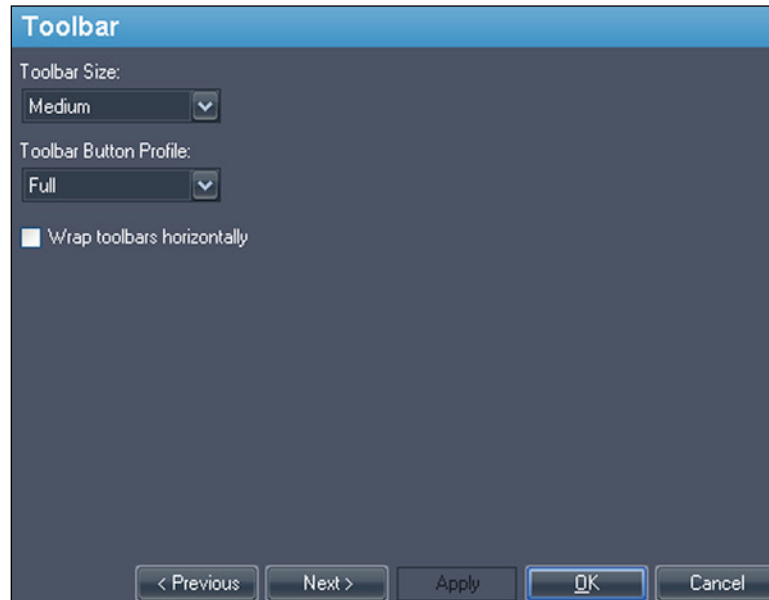 Toolbar
Toolbar Size:
Medium
Toolbar Button Profile:
Full
Wrap toolbars horizontally
< Previous Next > Apply OK Cancel